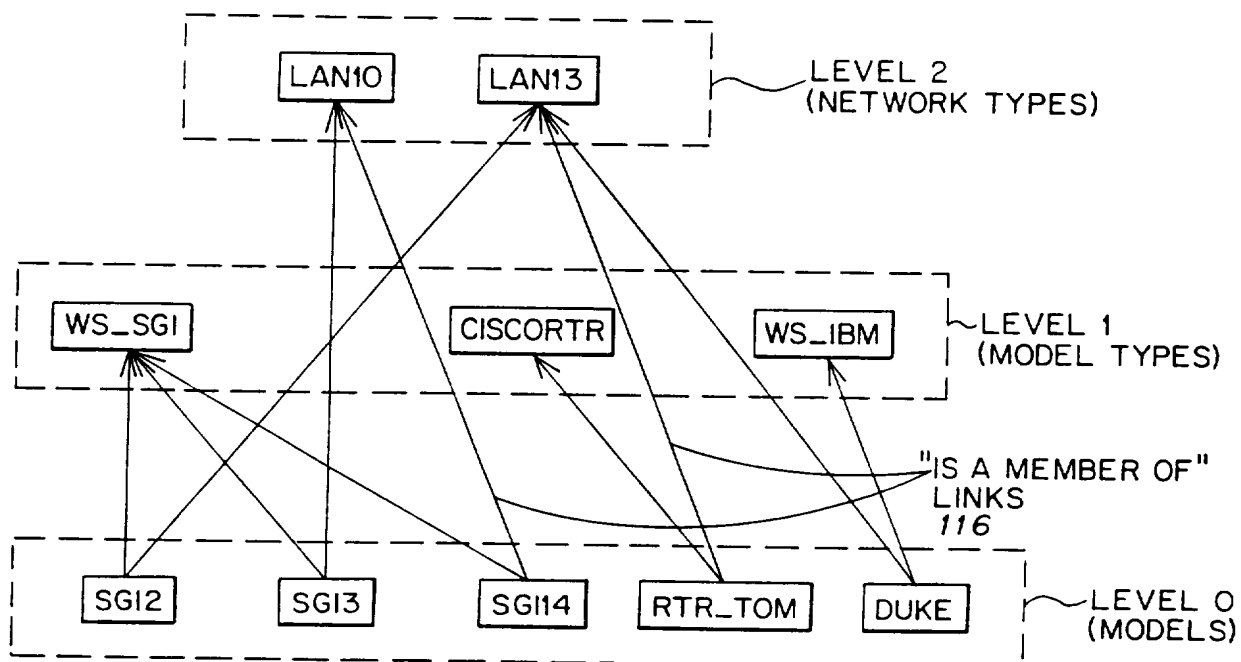 LAN10
LAN13
LEVEL 2
(NETWORK TYPES)
WS_SGI
CISCORTR
WS_IBM
LEVEL 1
(MODEL TYPES)
"IS A MEMBER OF"
LINKS
116
SGI2
SGI3
SGI14
RTR_TOM
DUKE
LEVEL 0
(MODELS)